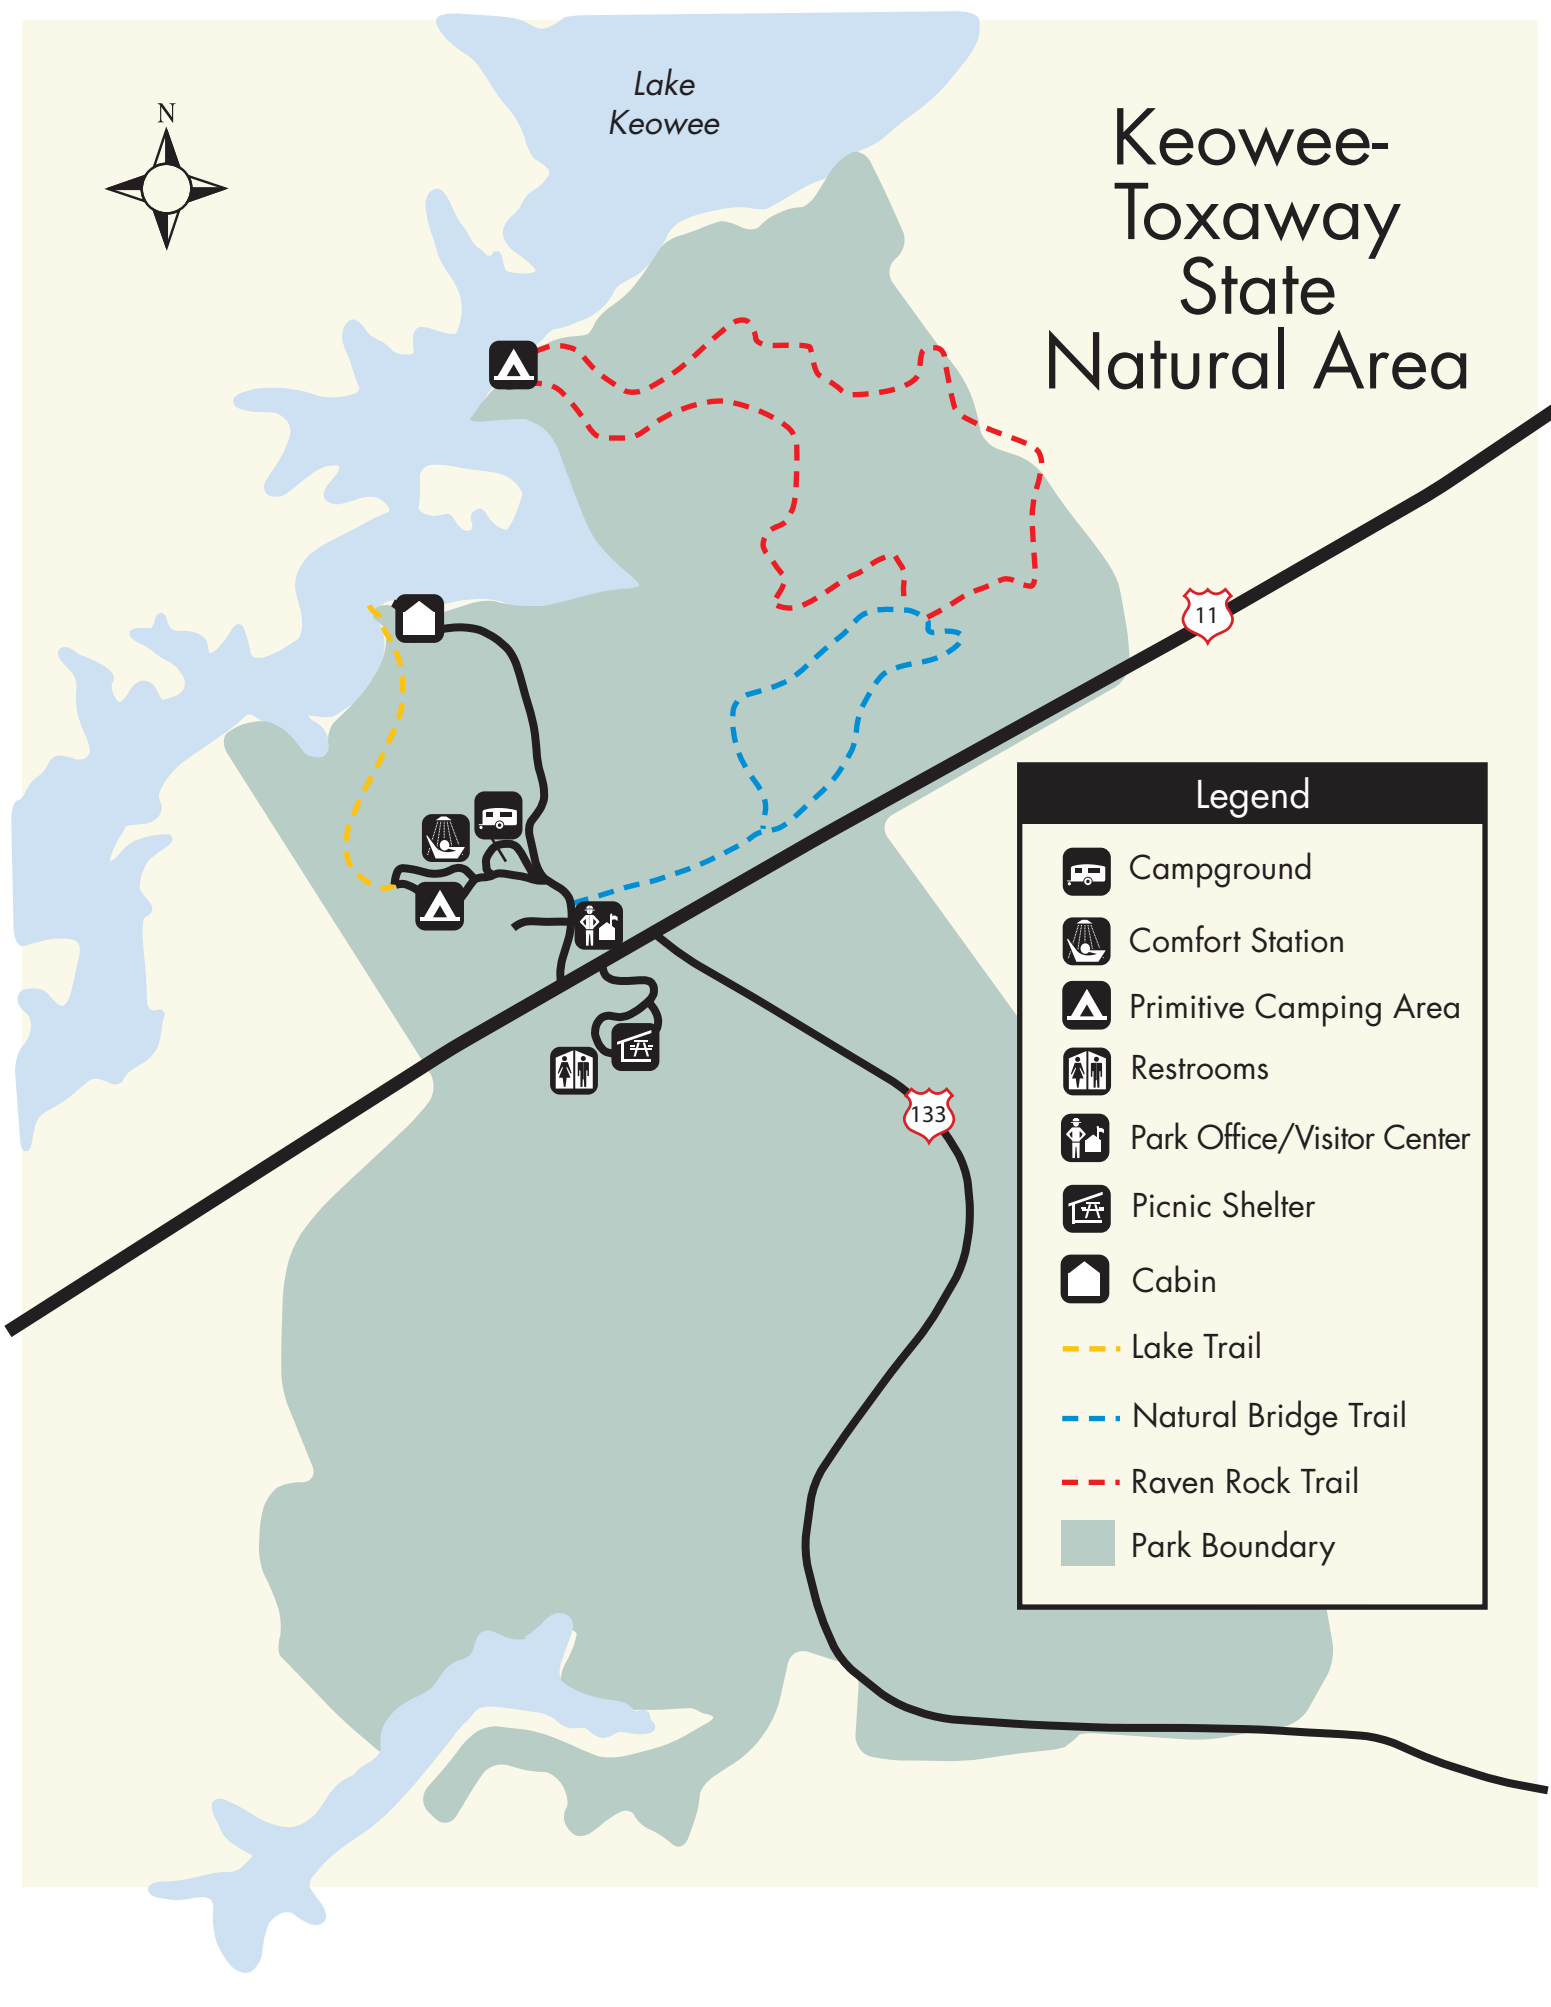 Lake
Keowee
N
Keowee-
Toxaway
State
Natural Area
11
Legend
Campground
Comfort Station
Primitive Camping Area
Restrooms
133
Park Office/Visitor Center
Picnic Shelter
Cabin
Lake Trail
Natural Bridge Trail
Raven Rock Trail
Park Boundary